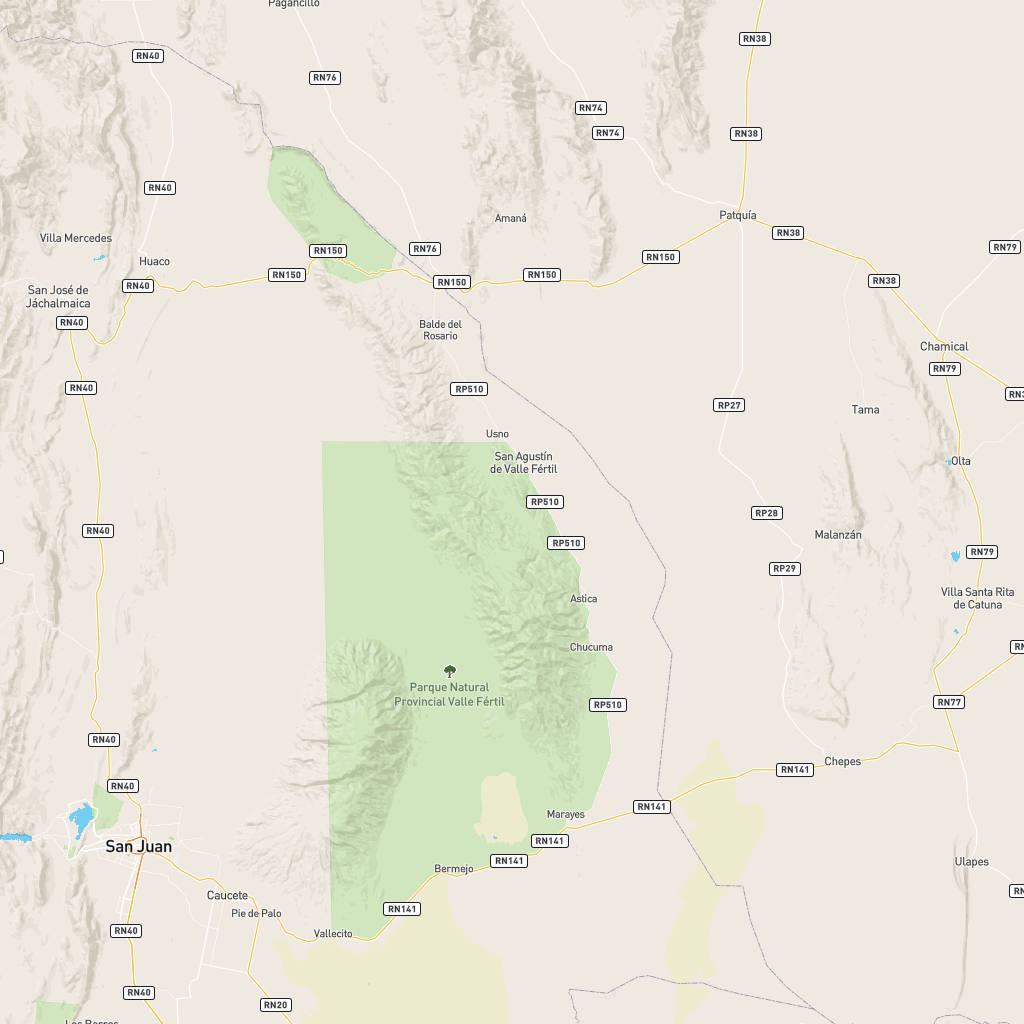 Pagancillo
RN38
RN40
RN76
RN74
RN74
RN38
RN40
Patquía
Amaná
RN38
Villa Mercedes
RN79
RN76
RN150
RN150
Huaco
RN150
RN150
RN150
RN38
RN40
San José de
Jáchalmaica
RN40
Balde del
Rosario
Chamical
RN79
RN40
RP510
RP27
Tama
Usno
San Agustín
de Valle Fértil
Olta
RP510
RP28
RN40
Malanzán
RP510
RN79
RP29
Villa Santa Rita
de Catuna
Astica
Chucuma
Parque Natural
Provincial Valle Fértil
RP510
RN77
RN40
Chepes
RN141
RN40
RN141
Marayes
San Juan
RN141
RN141
Bermejo
Ulapes
Caucete
RN141
Pie de Palo
RN40
Vallecito
RN40
RN20